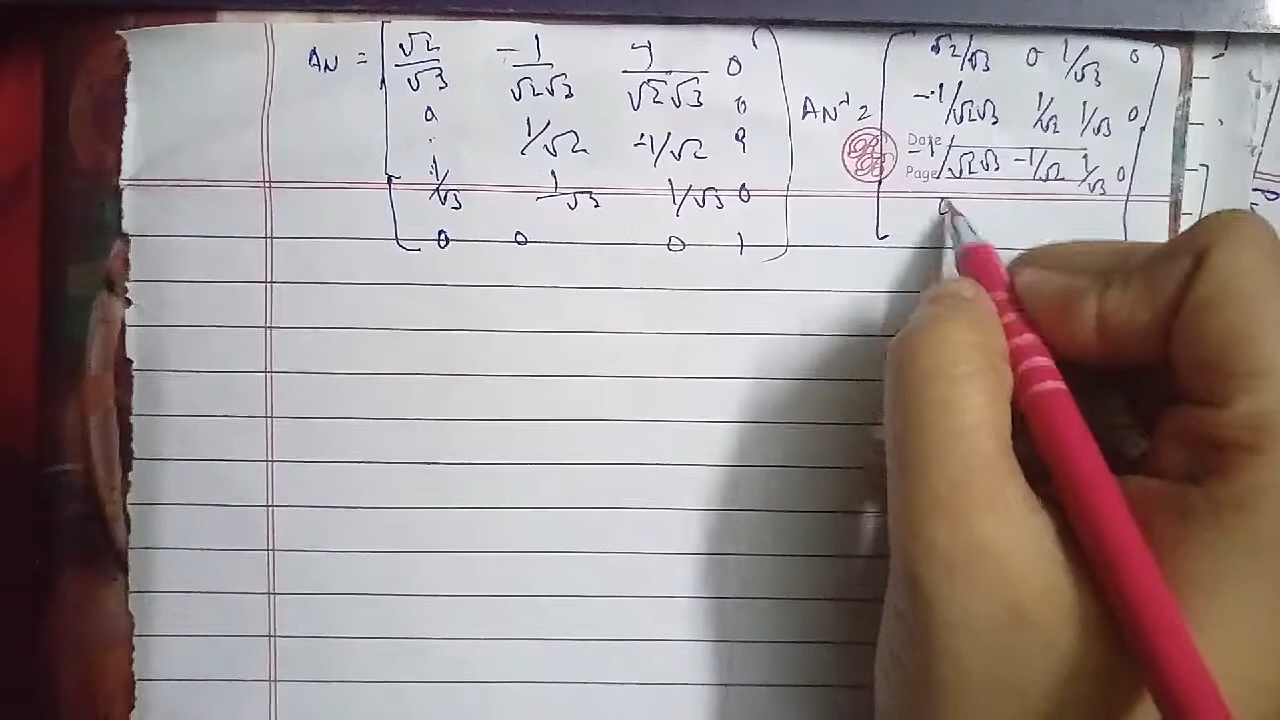 AN = [ √2/√3 -1/√2√3 -1/√2√3 0
0 1/√2 -1/√2 0
1/√3 1/√3 1/√3 0
0 0 0 1 ]
AN⁻¹ = [ √2/√3 0 1/√3 0
-1/√2√3 1/√2 1/√3 0
Date
-1/√2√3 -1/√2 1/√3 0
Page
0